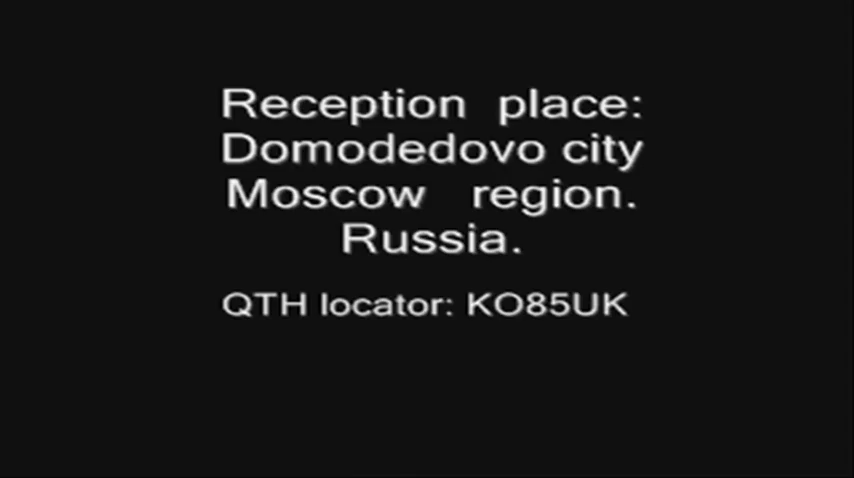 Reception place:
Domodedovo city
Moscow region.
Russia.
QTH locator: KO85UK